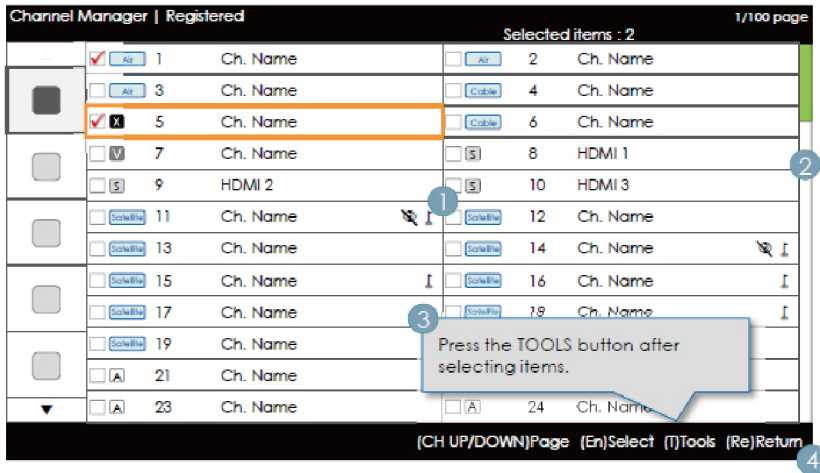 Channel Manager | Registered
1/100 page
Selected items : 2
Air 1 Ch. Name
Air 2 Ch. Name
Air 3 Ch. Name
Cable 4 Ch. Name
X 5 Ch. Name
Cable 6 Ch. Name
V 7 Ch. Name
S 8 HDMI 1
2
S 9 HDMI 2
S 10 HDMI 3
1
Satellite 11 Ch. Name
Satellite 12 Ch. Name
Satellite 13 Ch. Name
Satellite 14 Ch. Name
Satellite 15 Ch. Name
Satellite 16 Ch. Name
Satellite 17 Ch. Name
Satellite 18 Ch. Name
3
Satellite 19 Ch. Name
Press the TOOLS button after
selecting items.
A 21 Ch. Name
A 23 Ch. Name
A 24 Ch. Name
(CH UP/DOWN)Page (En)Select (T)Tools (Re)Return
4